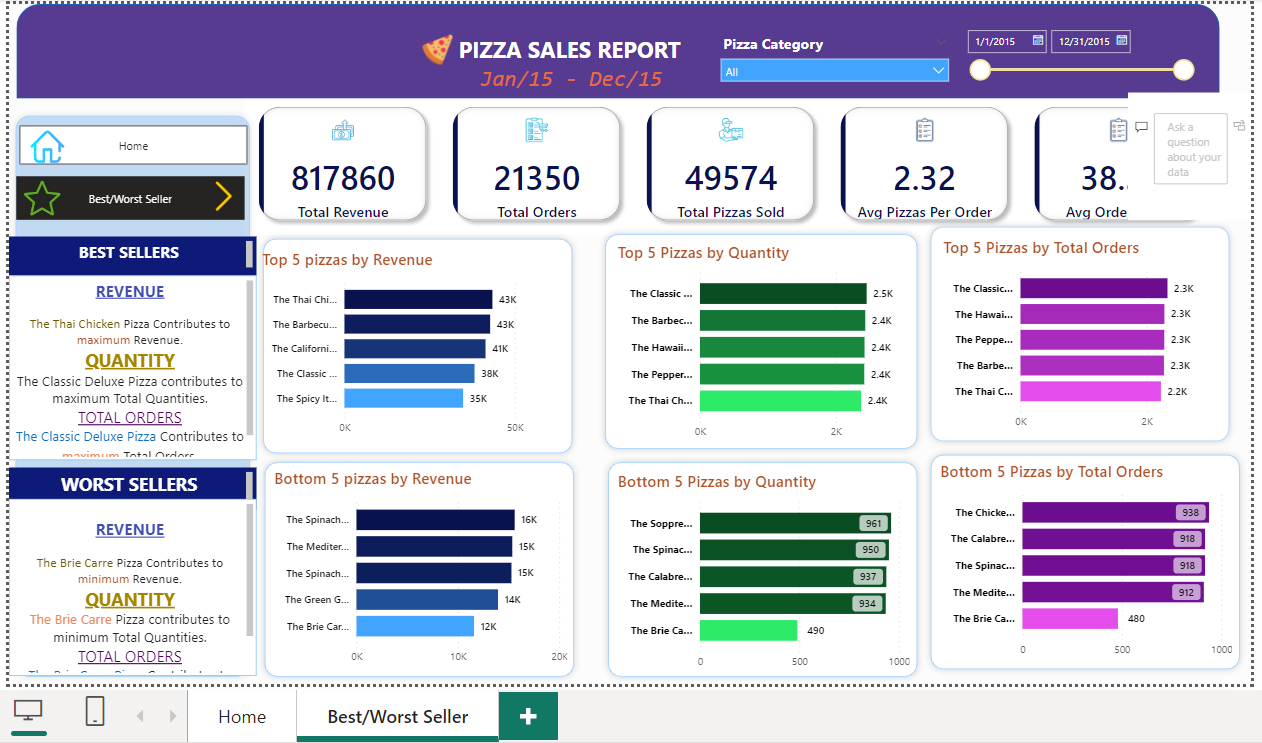 PIZZA SALES REPORT
Jan/15 - Dec/15
Pizza Category
All
1/1/2015
12/31/2015
Home
Best/Worst Seller
817860
Total Revenue
21350
Total Orders
49574
Total Pizzas Sold
2.32
Avg Pizzas Per Order
38.
Avg Orde
Ask a
question
about your
data
BEST SELLERS
REVENUE
The Thai Chicken Pizza Contributes to
maximum Revenue.
QUANTITY
The Classic Deluxe Pizza contributes to
maximum Total Quantities.
TOTAL ORDERS
The Classic Deluxe Pizza Contributes to
maximum Total Orders
Top 5 pizzas by Revenue
The Thai Chi...
43K
The Barbecu...
43K
The Californi...
41K
The Classic ...
38K
The Spicy It...
35K
0K
50K
Top 5 Pizzas by Quantity
The Classic ...
2.5K
The Barbec...
2.4K
The Hawaii...
2.4K
The Pepper...
2.4K
The Thai Ch...
2.4K
0K
2K
Top 5 Pizzas by Total Orders
The Classic...
2.3K
The Hawai...
2.3K
The Peppe...
2.3K
The Barbe...
2.3K
The Thai C...
2.2K
0K
2K
WORST SELLERS
REVENUE
The Brie Carre Pizza Contributes to
minimum Revenue.
QUANTITY
The Brie Carre Pizza contributes to
minimum Total Quantities.
TOTAL ORDERS
Bottom 5 pizzas by Revenue
The Spinach...
16K
The Mediter...
15K
The Spinach...
15K
The Green G...
14K
The Brie Car...
12K
0K
10K
20K
Bottom 5 Pizzas by Quantity
The Soppre...
961
The Spinac...
950
The Calabre...
937
The Medite...
934
The Brie Ca...
490
0
500
1000
Bottom 5 Pizzas by Total Orders
The Chicke...
938
The Calabre...
918
The Spinac...
918
The Medite...
912
The Brie Ca...
480
0
500
1000
Home
Best/Worst Seller